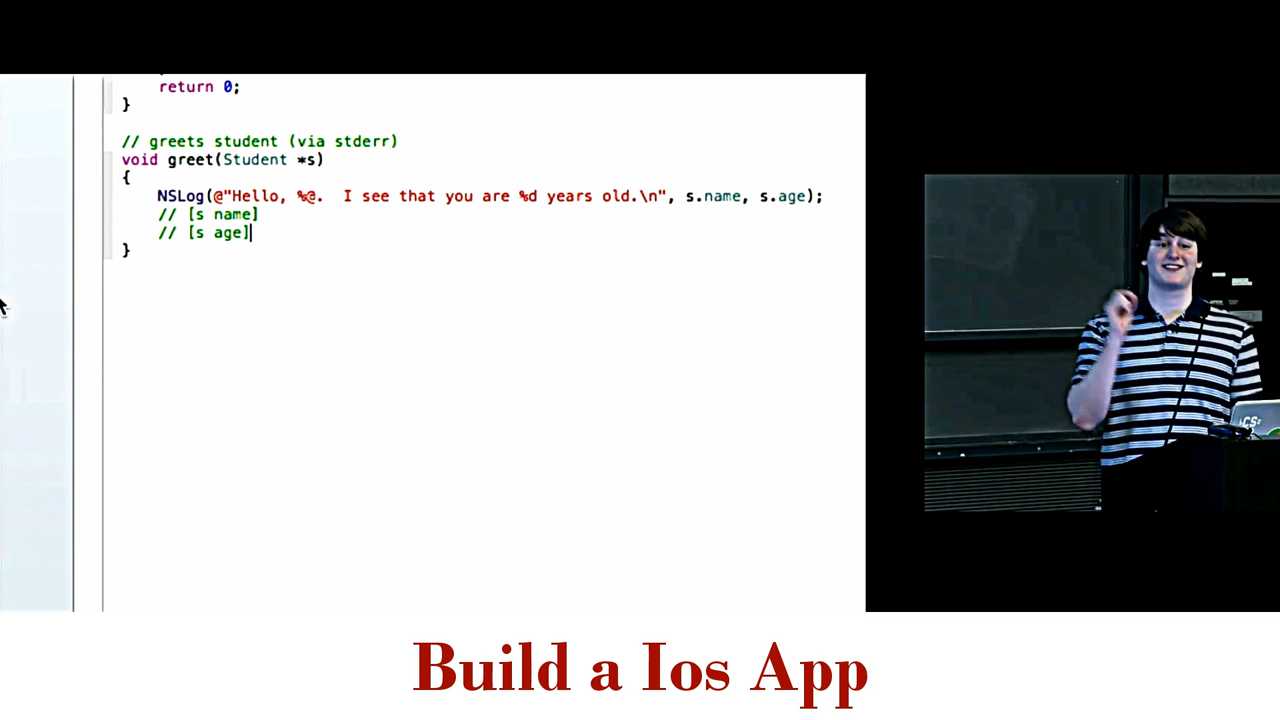 return 0;
}
// greets student (via stderr)
void greet(Student *s)
{
NSLog(@"Hello, %@.  I see that you are %d years old.\n", s.name, s.age);
// [s name]
// [s age]
}
CS
Build a Ios App